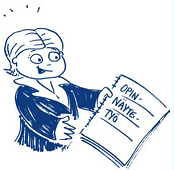 OPIN-
NÄYTE-
TYÖ